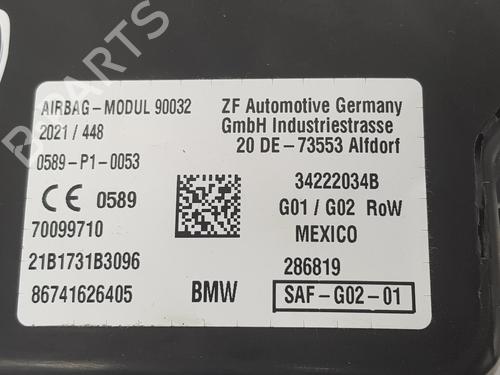 AIRBAG-MODUL 90032
2021 / 448
0589-P1-0053
CE 0589
70099710
21B1731B3096
86741626405
ZF Automotive Germany
GmbH Industriestrasse
20 DE-73553 Alfdorf
34222034B
G01 / G02 RoW
MEXICO
286819
BMW
SAF-G02-01